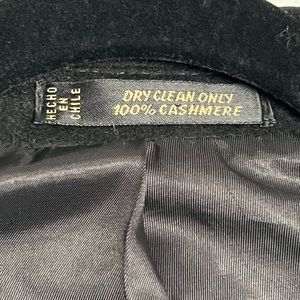 HECHO
EN
CHILE
DRY CLEAN ONLY
100% CASHMERE